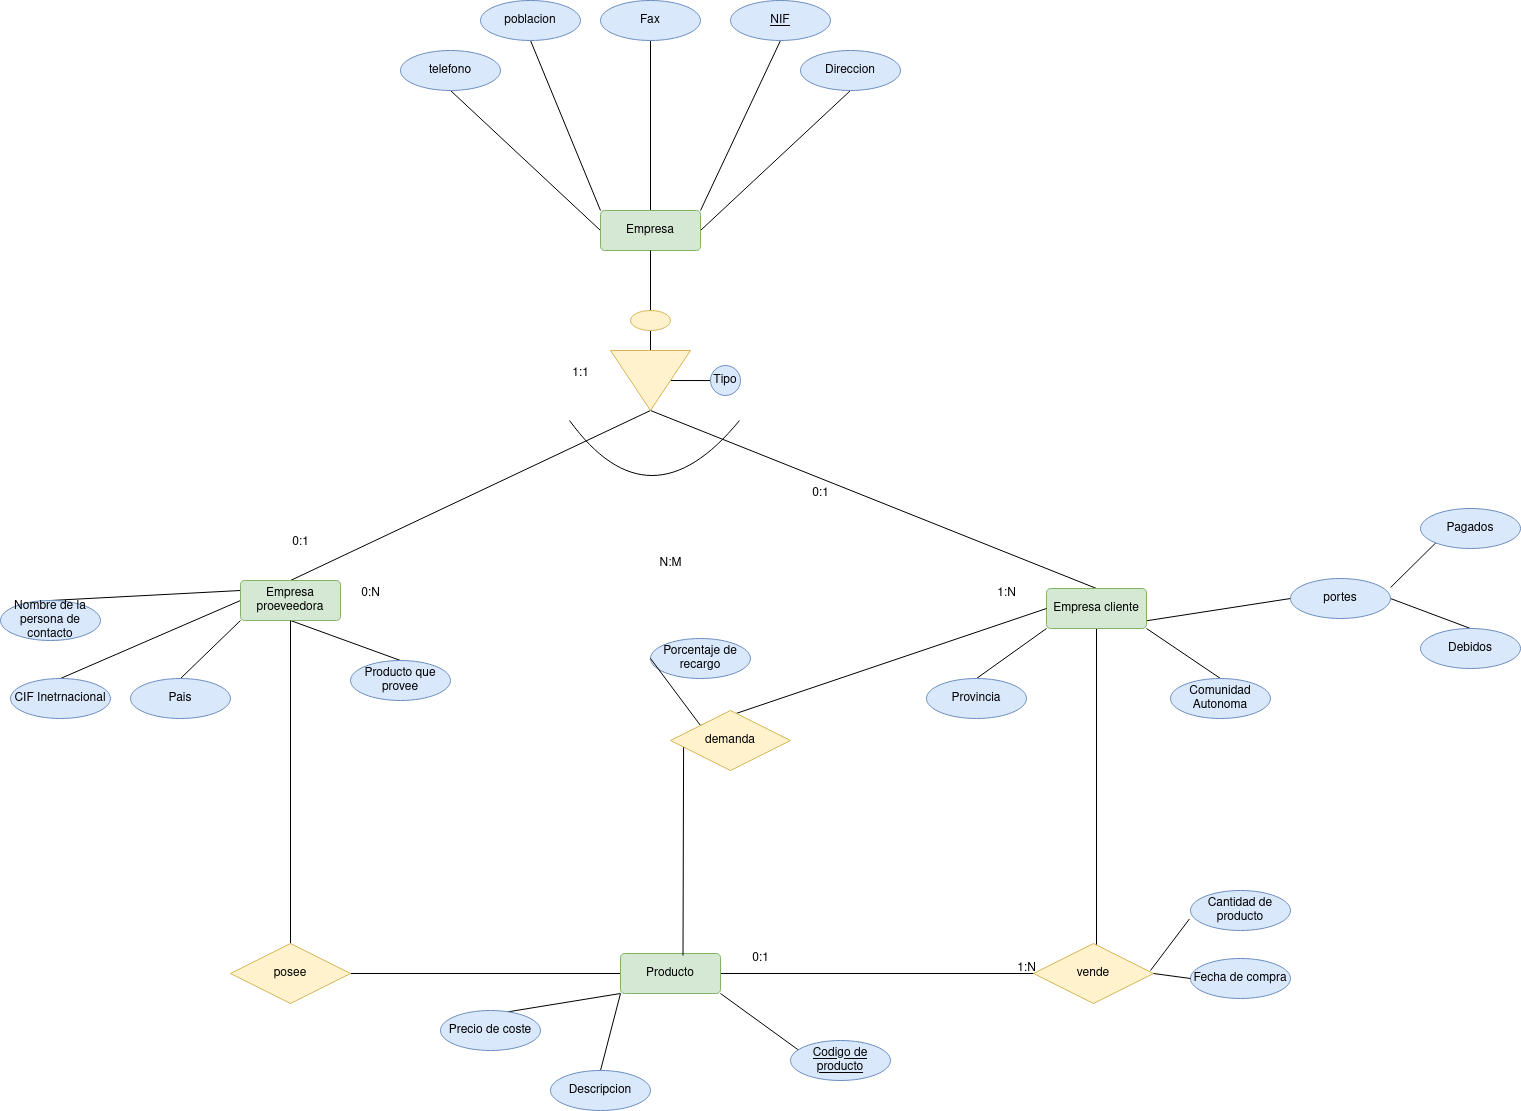 poblacion
Fax
NIF
telefono
Direccion
Empresa
1:1
Tipo
0:1
Pagados
0:1
N:M
Empresa
proeveedora
0:N
1:N
Empresa cliente
portes
Nombre de la
persona de
contacto
Porcentaje de
recargo
Debidos
Producto que
provee
CIF Inetrnacional
Pais
Provincia
Comunidad
Autonoma
demanda
Cantidad de
producto
0:1
1:N
posee
Producto
vende
Fecha de compra
Precio de coste
Codigo de
producto
Descripcion